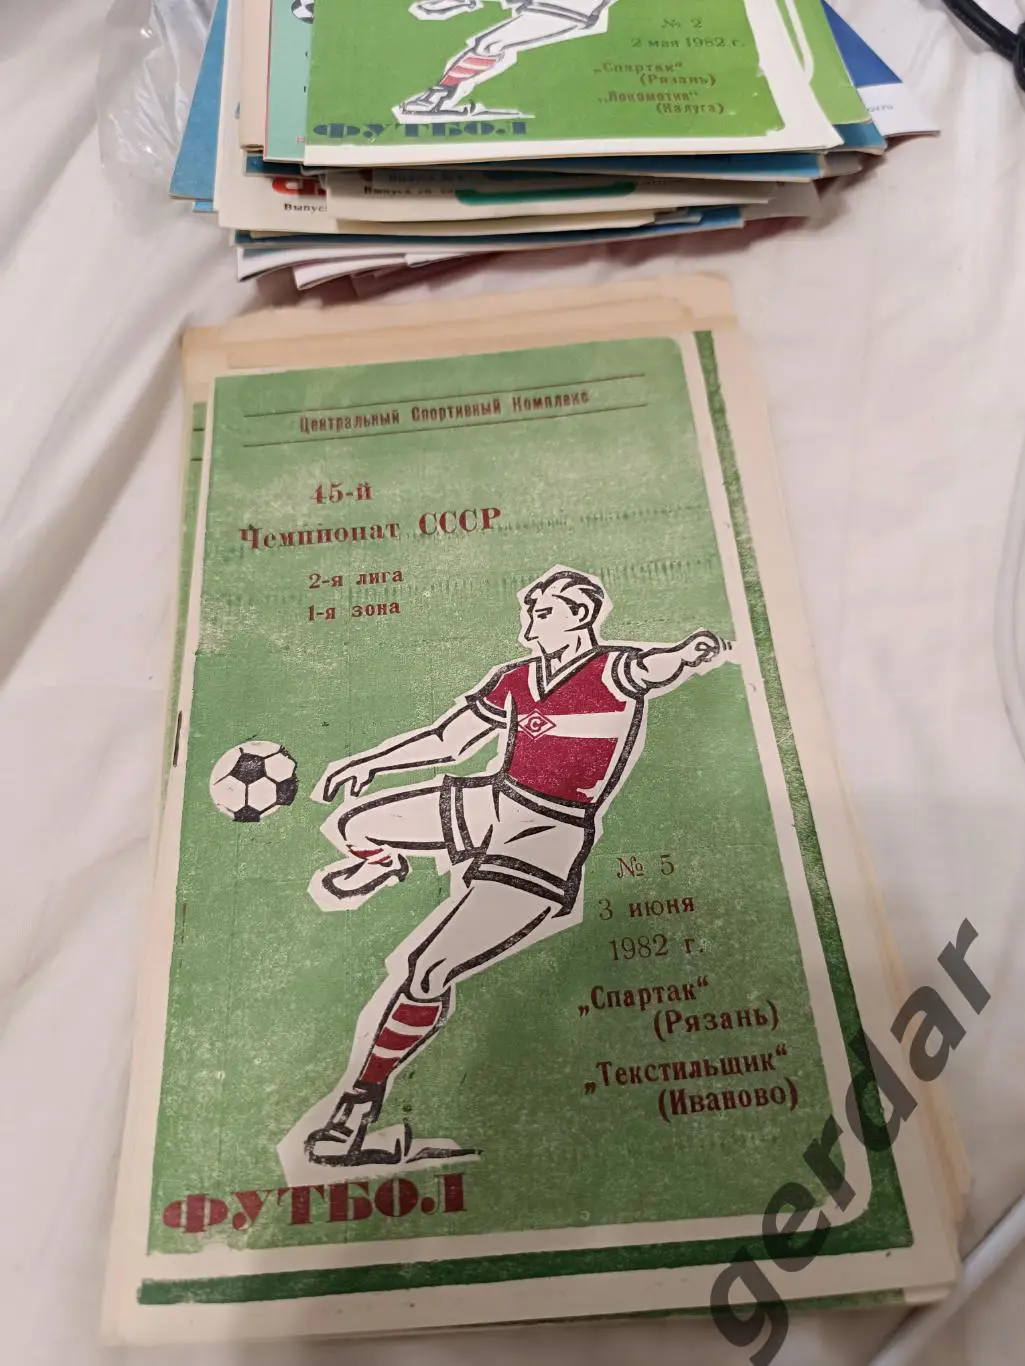 № 2
2 мая 1982 г.
„Спартак“
(Рязань)
„Локомотив“
(Калуга)
ФУТБОЛ
Выпуск
Центральный Спортивный Комплекс
45-й
Чемпионат СССР
2-я лига
1-я зона
С
№ 5
3 июня
1982 г.
„Спартак“
(Рязань)
„Текстильщик“
(Иваново)
ФУТБОЛ
gerdar